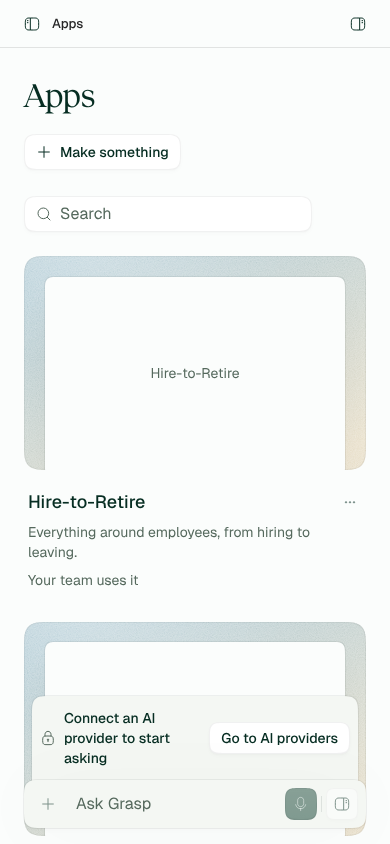 Apps
Apps
Make something
Search
Hire-to-Retire
Hire-to-Retire
Everything around employees, from hiring to
leaving.
Your team uses it
Connect an AI
provider to start
asking
Go to AI providers
Ask Grasp